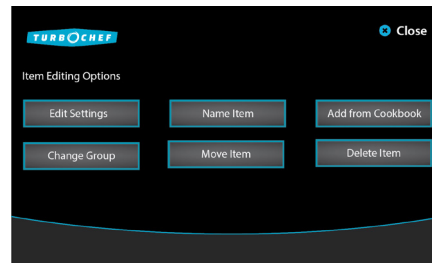 TURBOCHEF
Close
Item Editing Options
Edit Settings
Name Item
Add from Cookbook
Change Group
Move Item
Delete Item